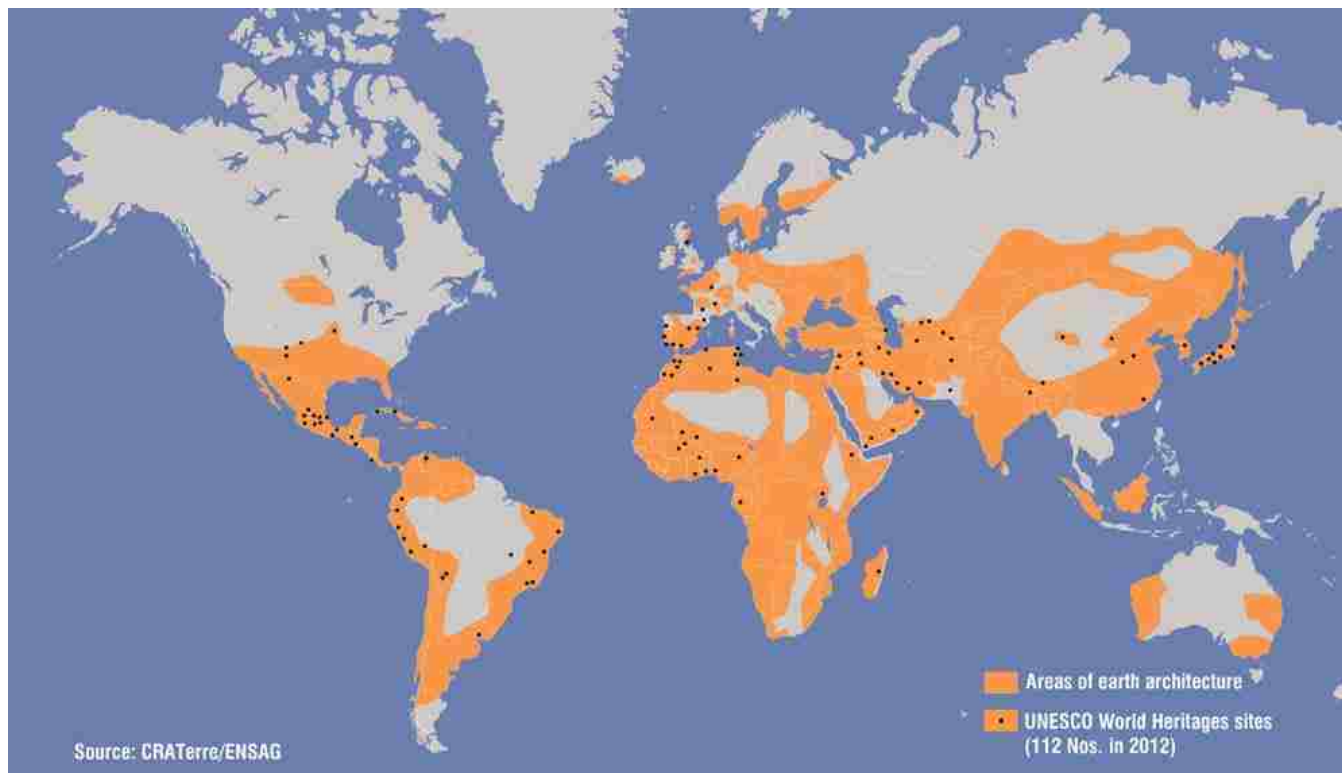 Areas of earth architecture
UNESCO World Heritages sites
(112 Nos. in 2012)
Source: CRATerre/ENSAG